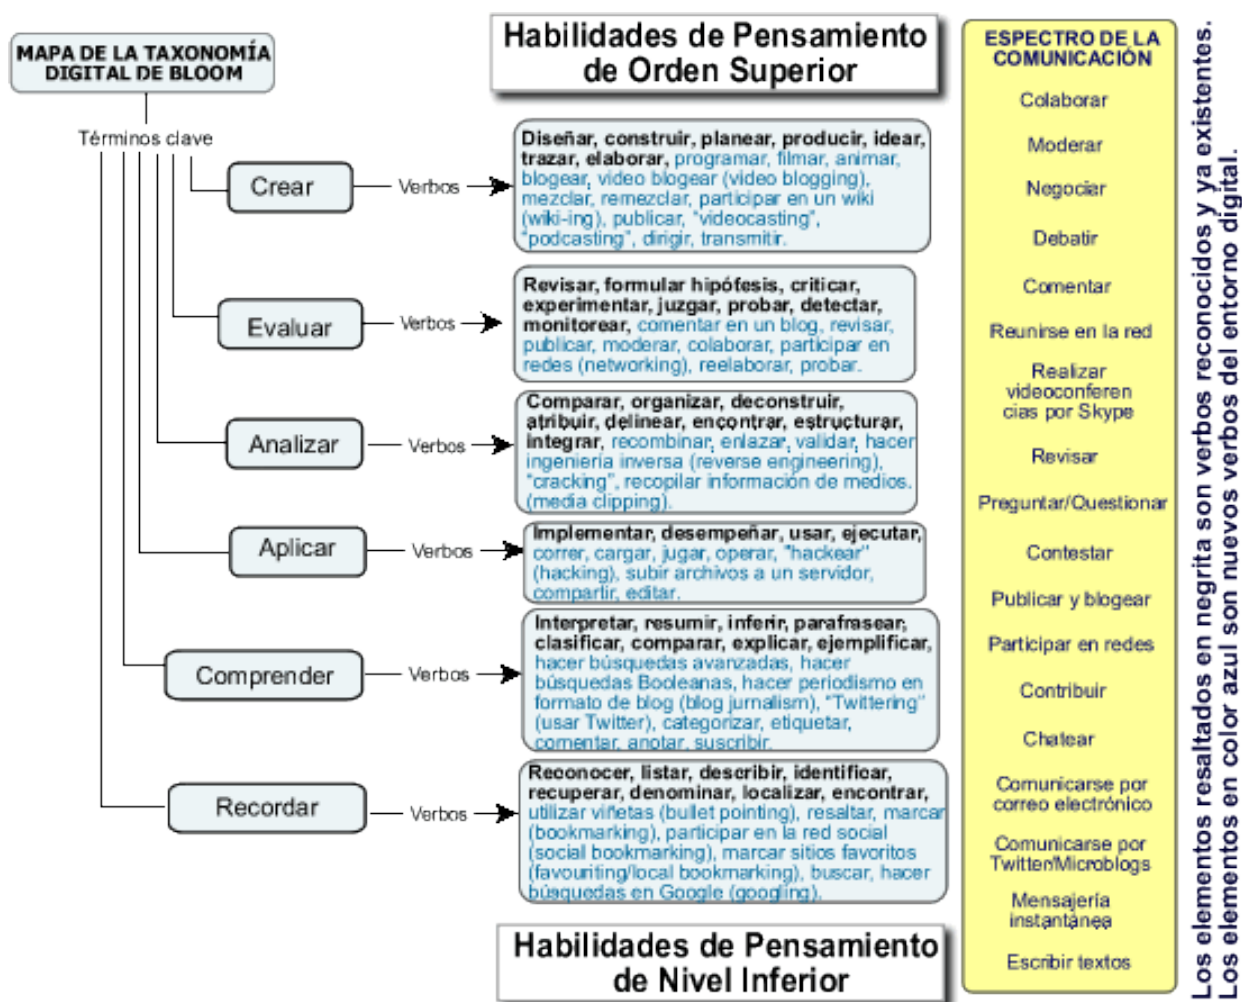 MAPA DE LA TAXONOMÍA
DIGITAL DE BLOOM
Términos clave
Habilidades de Pensamiento
de Orden Superior
Crear
Verbos
Diseñar, construir, planear, producir, idear,
trazar, elaborar, programar, filmar, animar,
blogear, video blogear (video blogging),
mezclar, remezclar, participar en un wiki
(wiki-ing), publicar, "videocasting",
"podcasting", dirigir, transmitir.
Evaluar
Verbos
Revisar, formular hipótesis, criticar,
experimentar, juzgar, probar, detectar,
monitorear, comentar en un blog, revisar,
publicar, moderar, colaborar, participar en
redes (networking), reelaborar, probar.
Analizar
Verbos
Comparar, organizar, deconstruir,
atribuir, delinear, encontrar, estructurar,
integrar, recombinar, enlazar, validar, hacer
ingeniería inversa (reverse engineering),
"cracking", recopilar información de medios.
(media clipping).
Aplicar
Verbos
Implementar, desempeñar, usar, ejecutar,
correr, cargar, jugar, operar, "hackear"
(hacking), subir archivos a un servidor,
compartir, editar.
Comprender
Verbos
Interpretar, resumir, inferir, parafrasear,
clasificar, comparar, explicar, ejemplificar,
hacer búsquedas avanzadas, hacer
búsquedas Booleanas, hacer periodismo en
formato de blog (blog jurnalism), "Twittering"
(usar Twitter), categorizar, etiquetar,
comentar, anotar, suscribir.
Recordar
Verbos
Reconocer, listar, describir, identificar,
recuperar, denominar, localizar, encontrar,
utilizar viñetas (bullet pointing), resaltar, marcar
(bookmarking), participar en la red social
(social bookmarking), marcar sitios favoritos
(favouriting/local bookmarking), buscar, hacer
búsquedas en Google (googling).
Habilidades de Pensamiento
de Nivel Inferior
ESPECTRO DE LA
COMUNICACIÓN
Colaborar
Moderar
Negociar
Debatir
Comentar
Reunirse en la red
Realizar
videoconferen
cias por Skype
Revisar
Preguntar/Questionar
Contestar
Publicar y blogear
Participar en redes
Contribuir
Chatear
Comunicarse por
correo electrónico
Comunicarse por
Twitter/Microblogs
Mensajería
instantánea
Escribir textos
Los elementos resaltados en negrita son verbos reconocidos y ya existentes.
Los elementos en color azul son nuevos verbos del entorno digital.